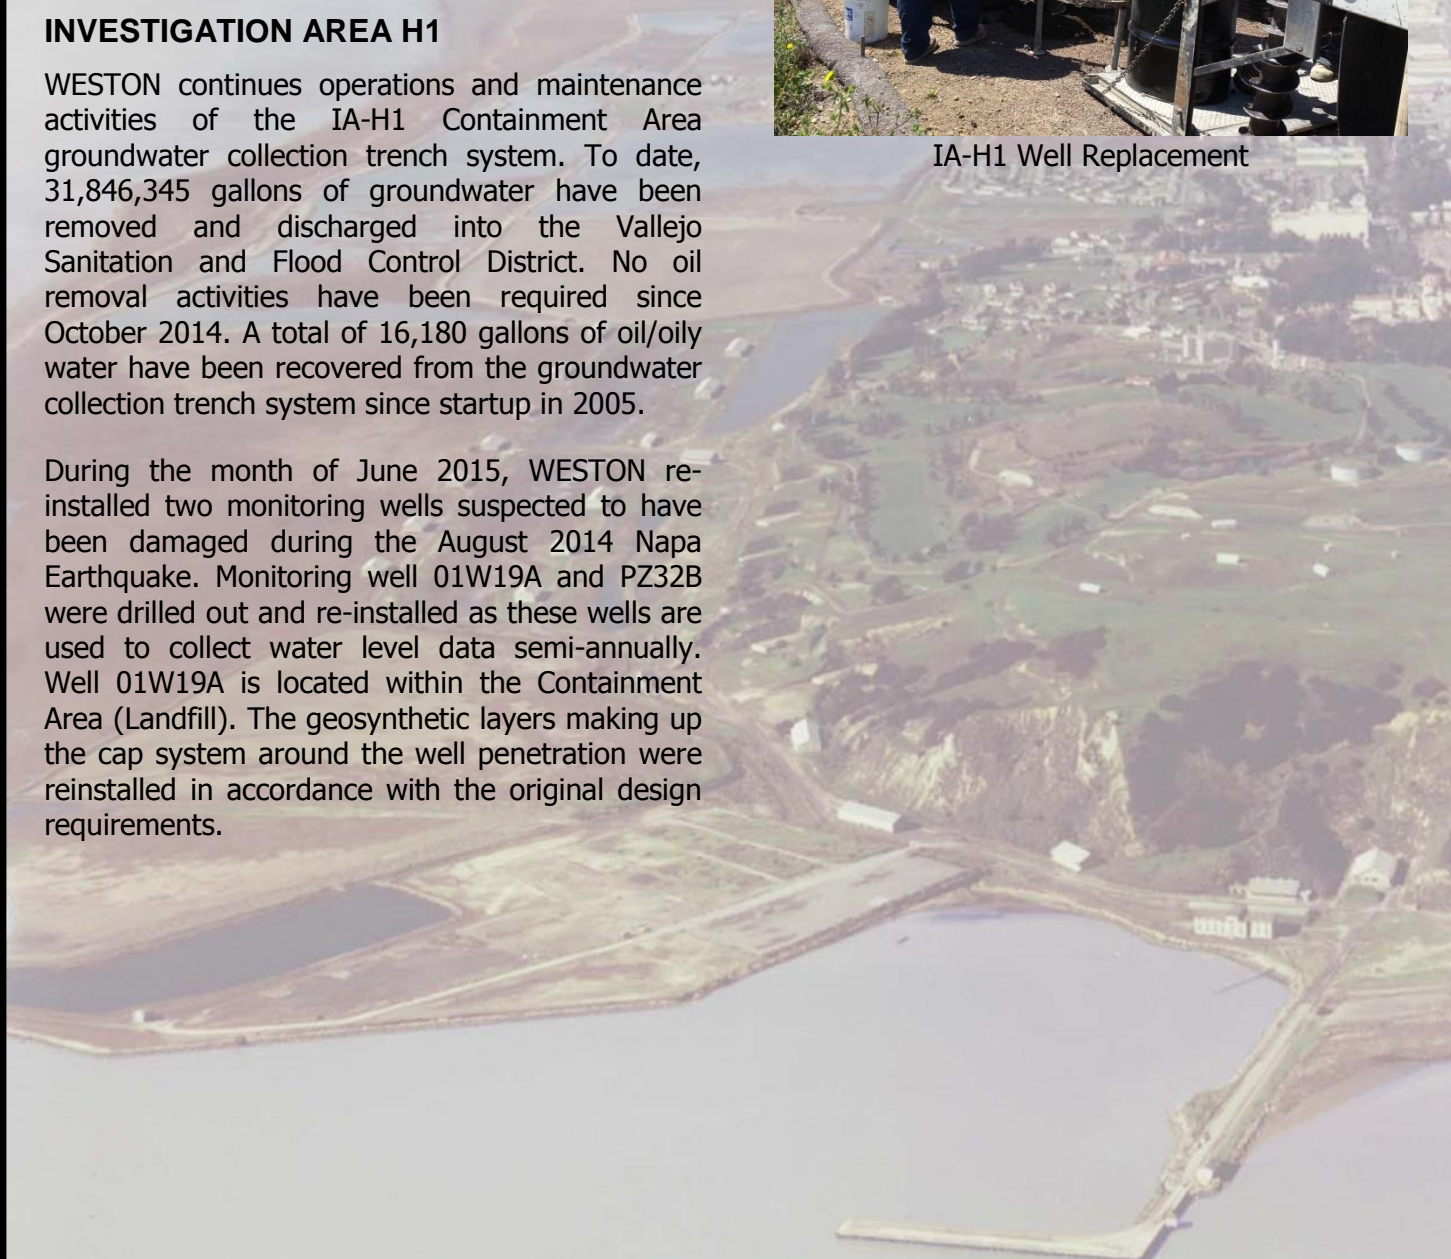 INVESTIGATION AREA H1
WESTON continues operations and maintenance
activities of the IA-H1 Containment Area
groundwater collection trench system. To date,
31,846,345 gallons of groundwater have been
removed and discharged into the Vallejo
Sanitation and Flood Control District. No oil
removal activities have been required since
October 2014. A total of 16,180 gallons of oil/oily
water have been recovered from the groundwater
collection trench system since startup in 2005.
During the month of June 2015, WESTON re-
installed two monitoring wells suspected to have
been damaged during the August 2014 Napa
Earthquake. Monitoring well 01W19A and PZ32B
were drilled out and re-installed as these wells are
used to collect water level data semi-annually.
Well 01W19A is located within the Containment
Area (Landfill). The geosynthetic layers making up
the cap system around the well penetration were
reinstalled in accordance with the original design
requirements.
IA-H1 Well Replacement